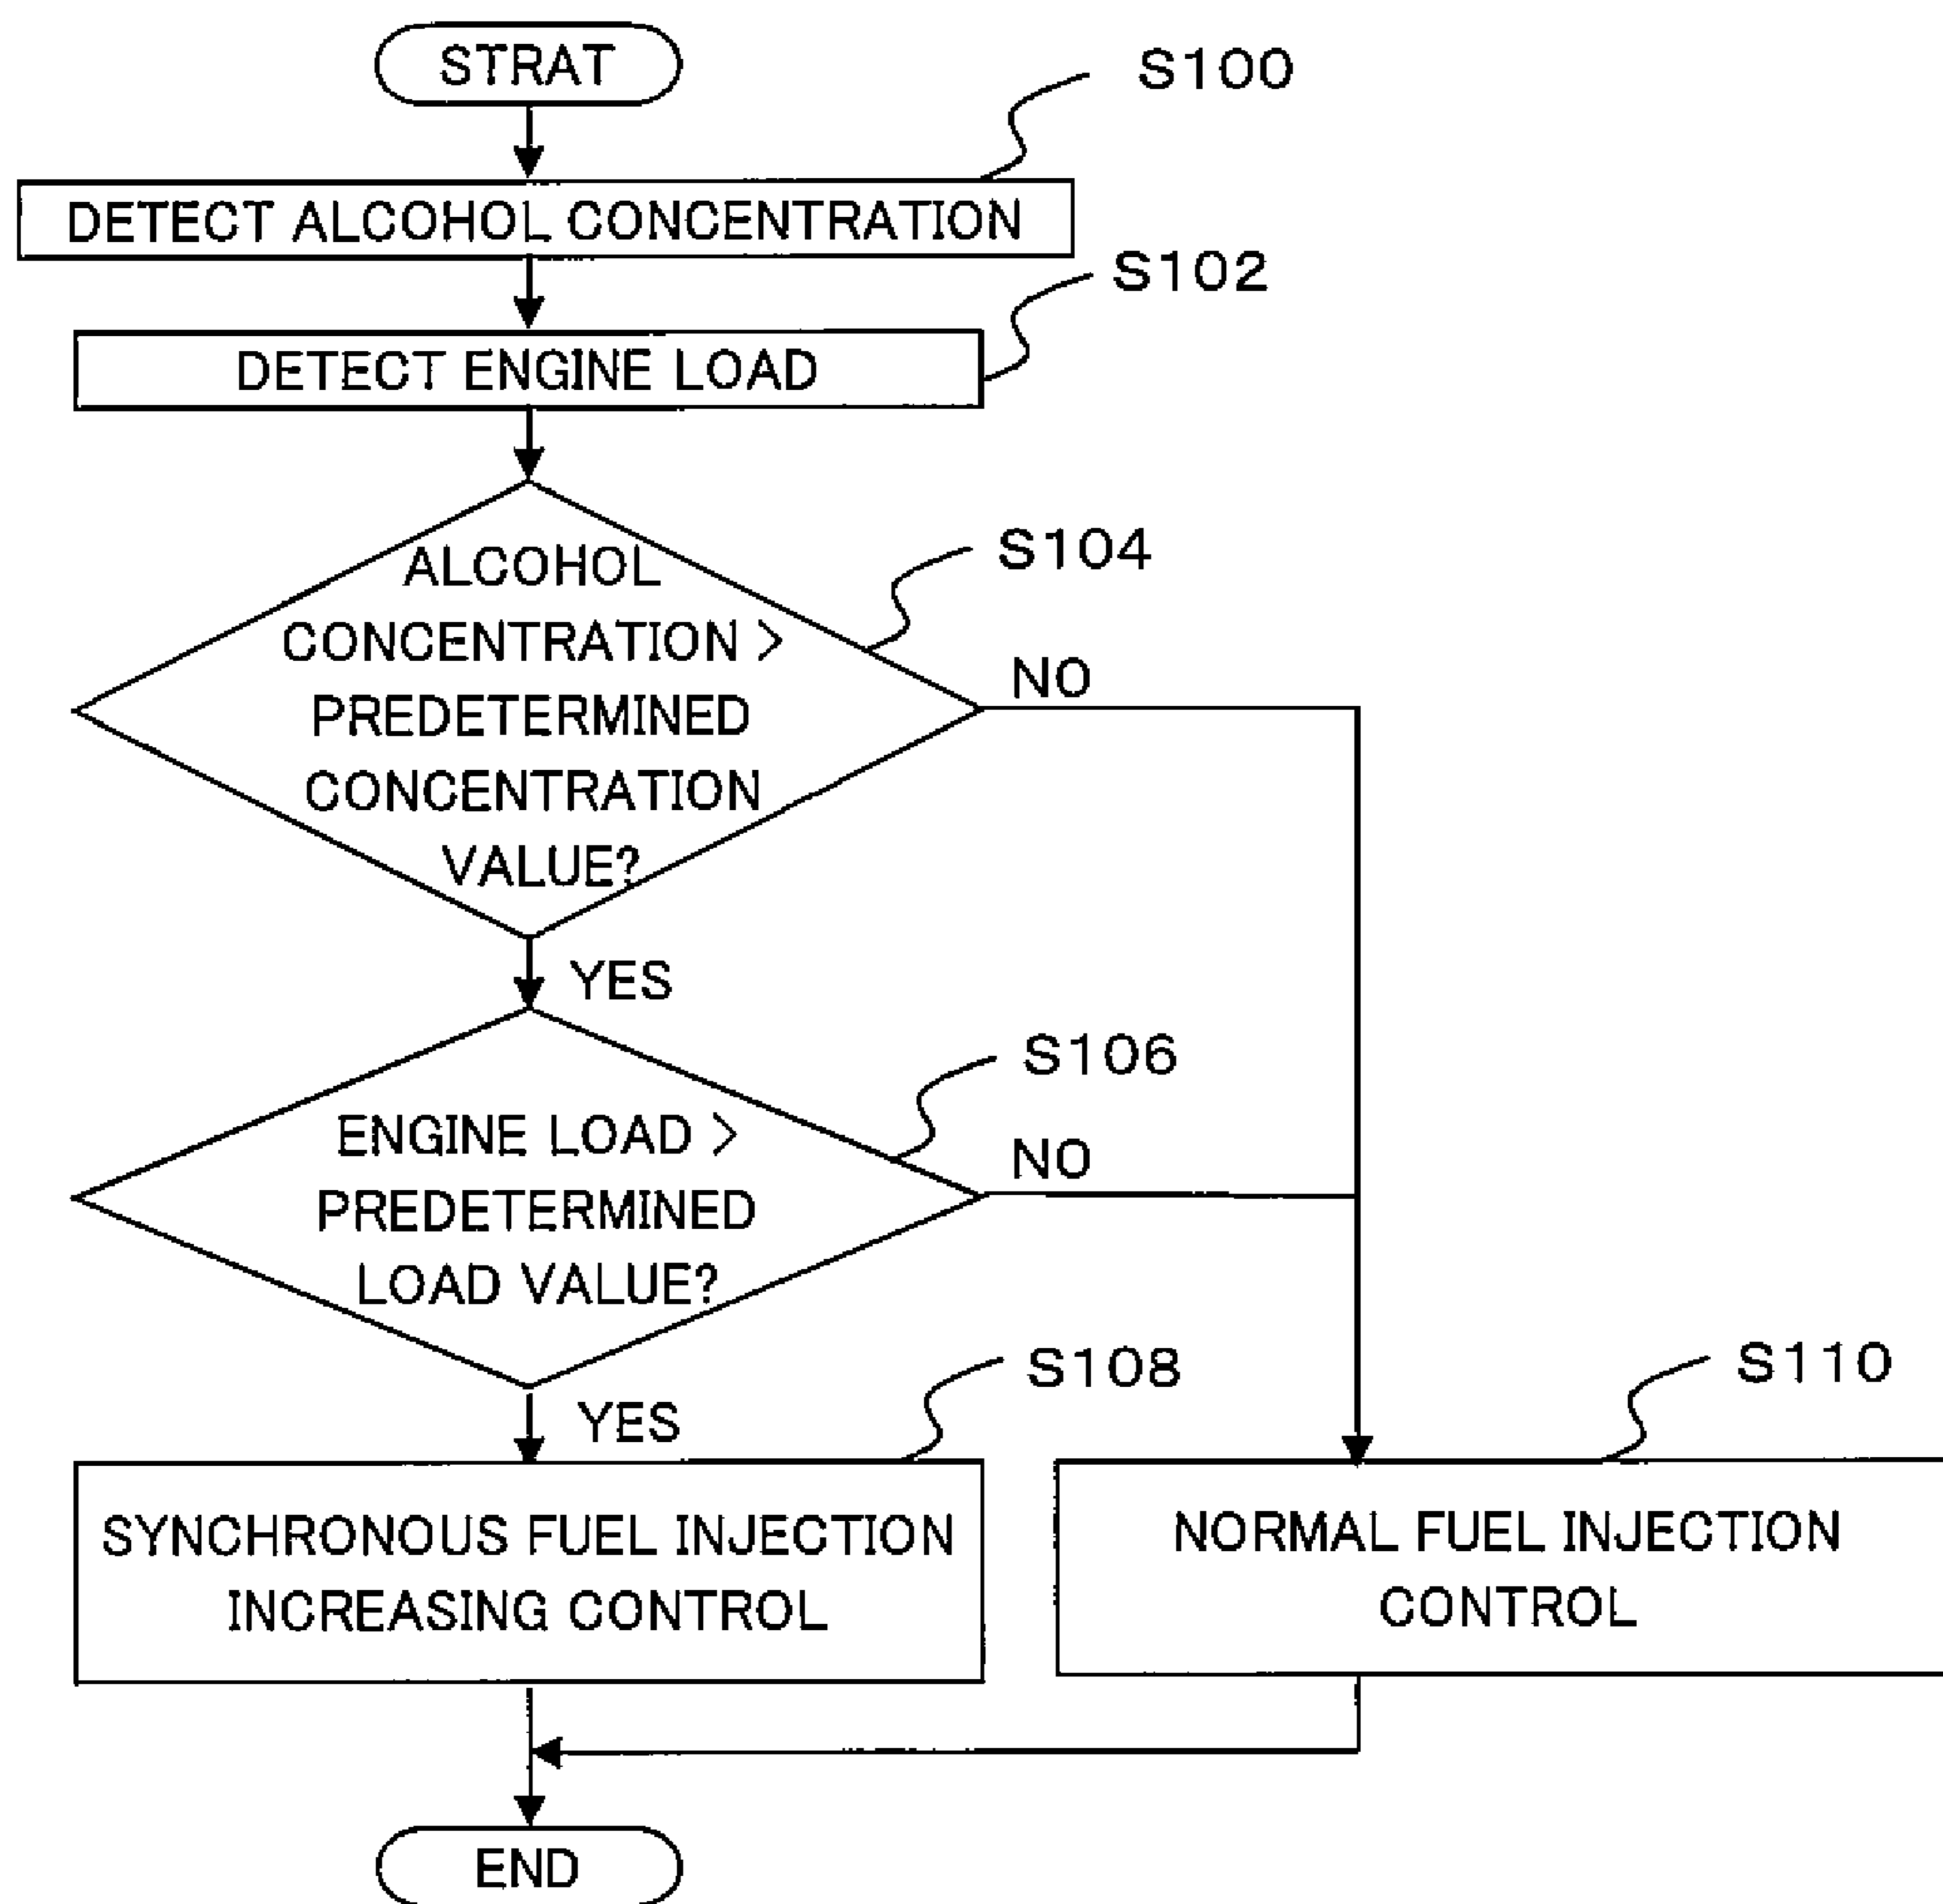 STRAT
S100
DETECT ALCOHOL CONCENTRATION
S102
DETECT ENGINE LOAD
S104
ALCOHOL
CONCENTRATION >
PREDETERMINED
CONCENTRATION
VALUE?
NO
YES
S106
ENGINE LOAD >
PREDETERMINED
LOAD VALUE?
NO
YES
S108
SYNCHRONOUS FUEL INJECTION
INCREASING CONTROL
S110
NORMAL FUEL INJECTION
CONTROL
END